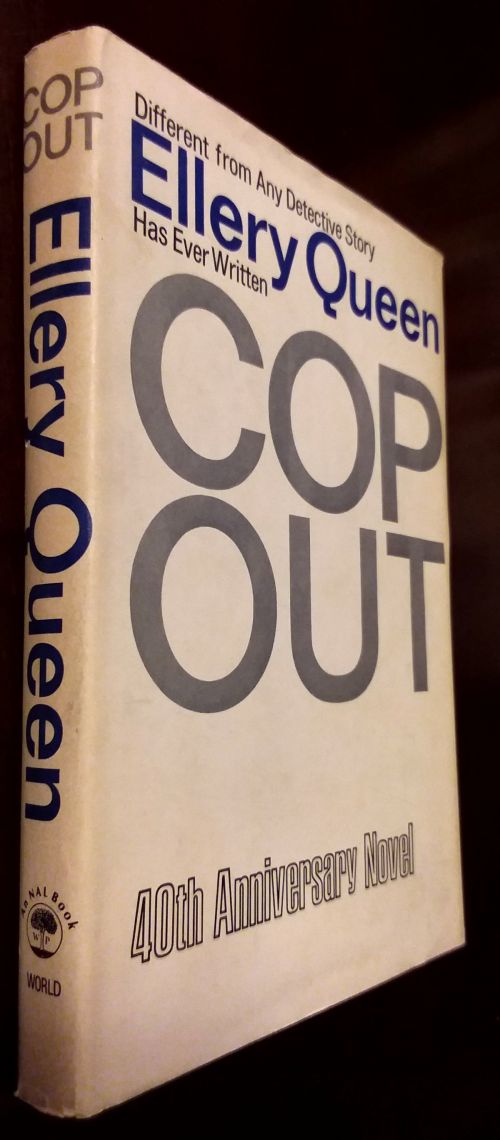 COP
OUT
Ellery Queen
An NAL Book
W P
WORLD
Different from Any Detective Story
Ellery Queen
Has Ever Written
COP
OUT
40th Anniversary Novel